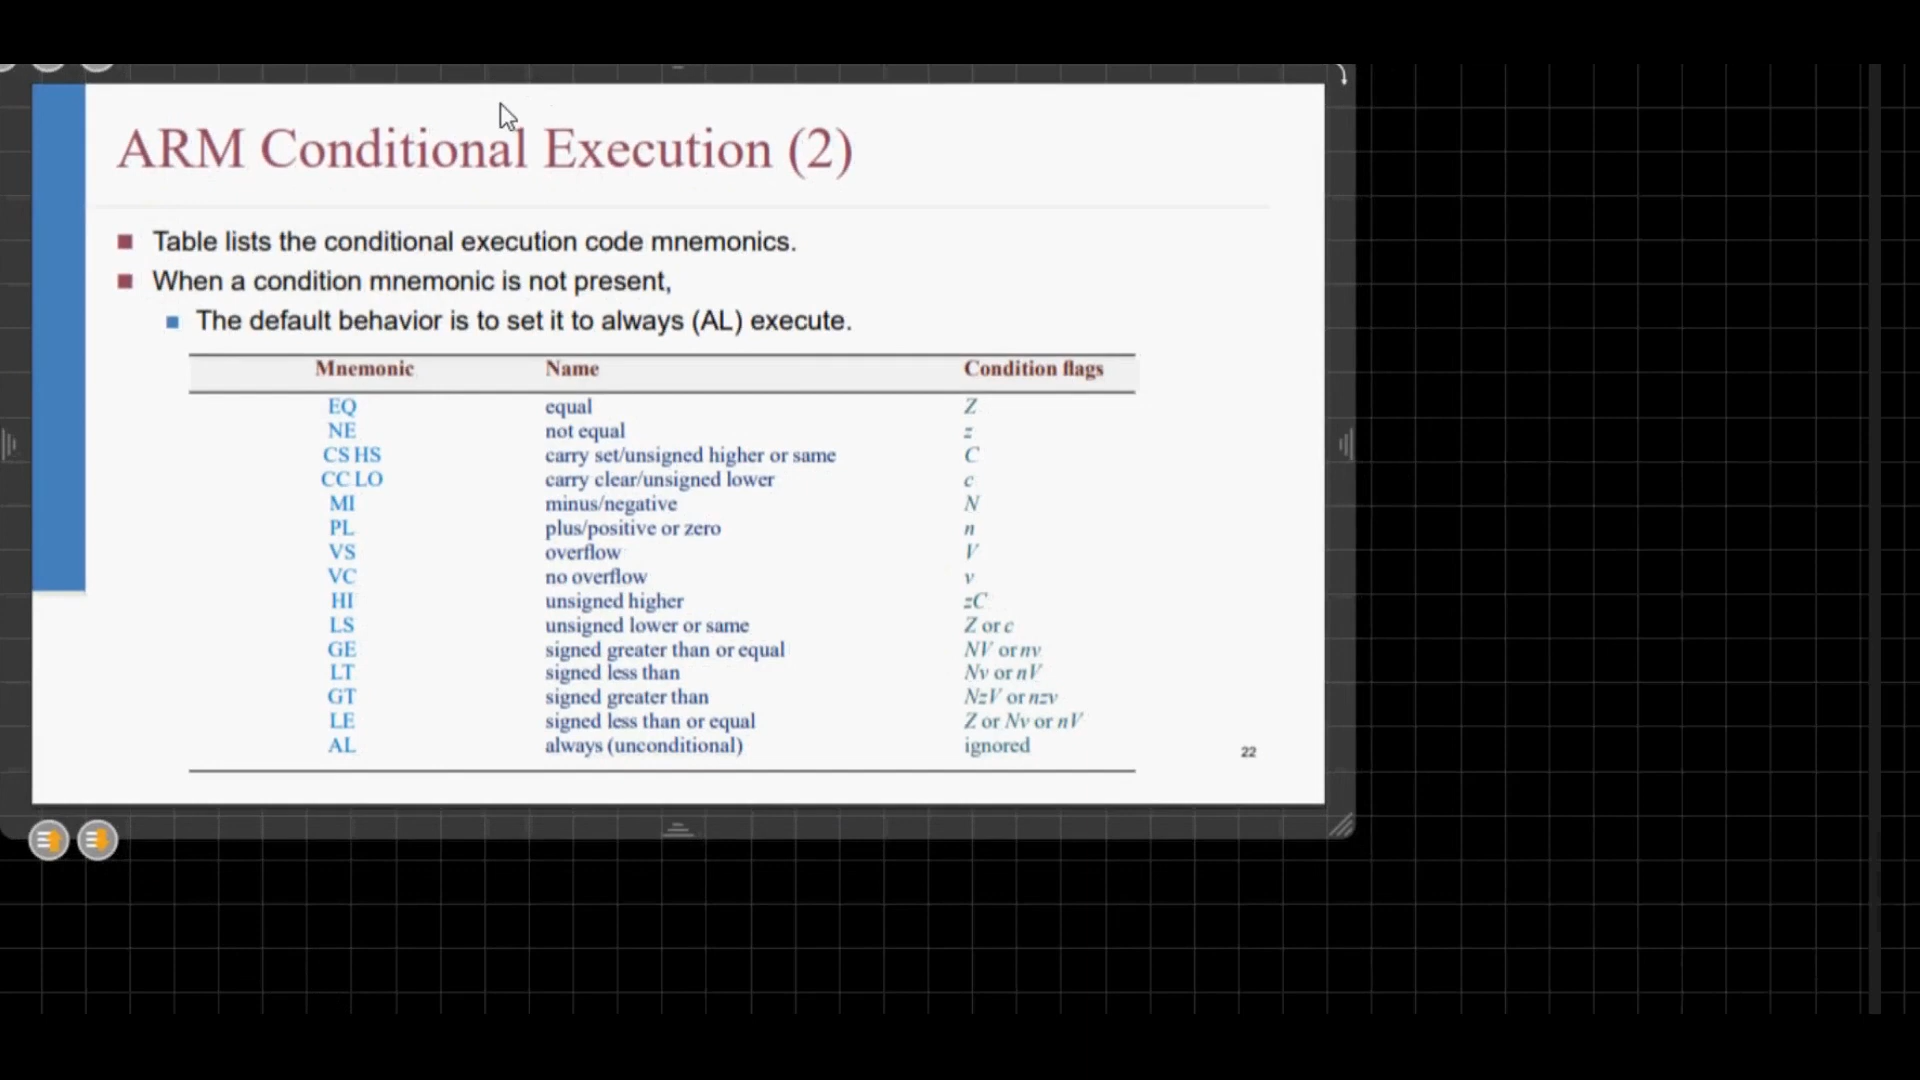 ARM Conditional Execution (2)
Table lists the conditional execution code mnemonics.
When a condition mnemonic is not present,
The default behavior is to set it to always (AL) execute.
Mnemonic Name Condition flags
EQ equal Z
NE not equal z
CS HS carry set/unsigned higher or same C
CC LO carry clear/unsigned lower c
MI minus/negative N
PL plus/positive or zero n
VS overflow V
VC no overflow v
HI unsigned higher zC
LS unsigned lower or same Z or c
GE signed greater than or equal NV or nv
LT signed less than Nv or nV
GT signed greater than NzV or nzv
LE signed less than or equal Z or Nv or nV
AL always (unconditional) ignored
22